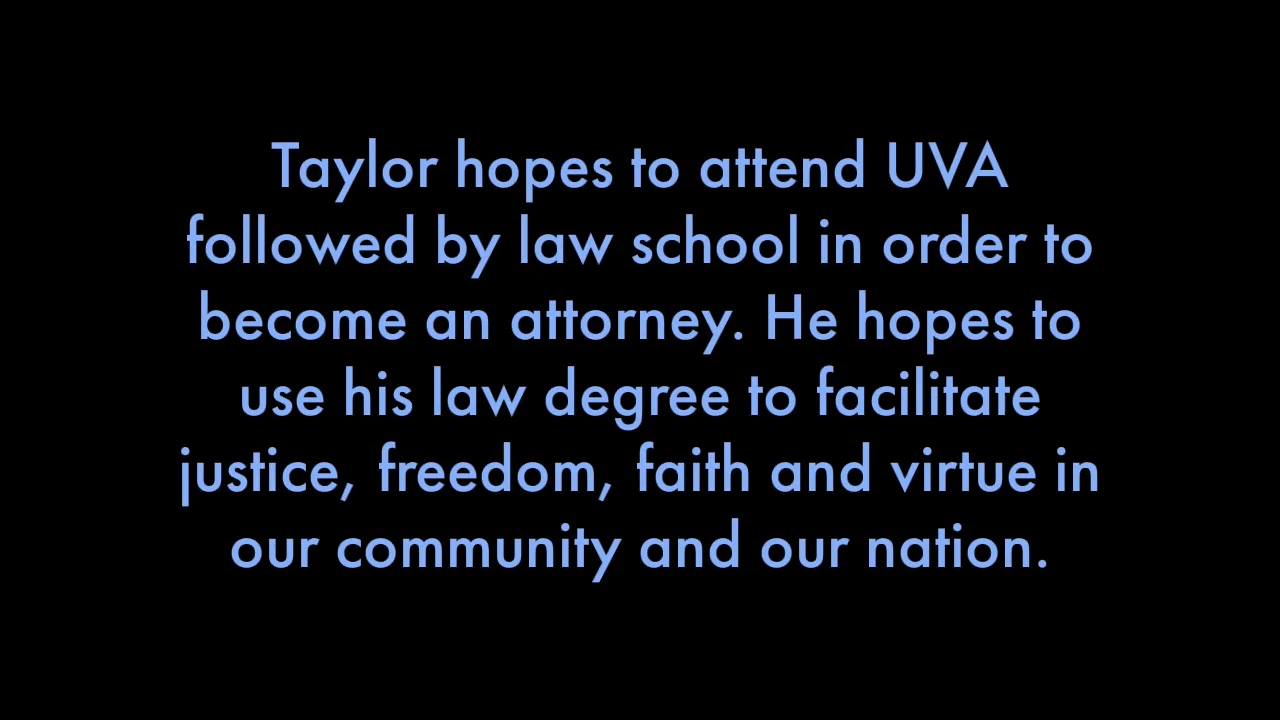 Taylor hopes to attend UVA
followed by law school in order to
become an attorney. He hopes to
use his law degree to facilitate
justice, freedom, faith and virtue in
our community and our nation.